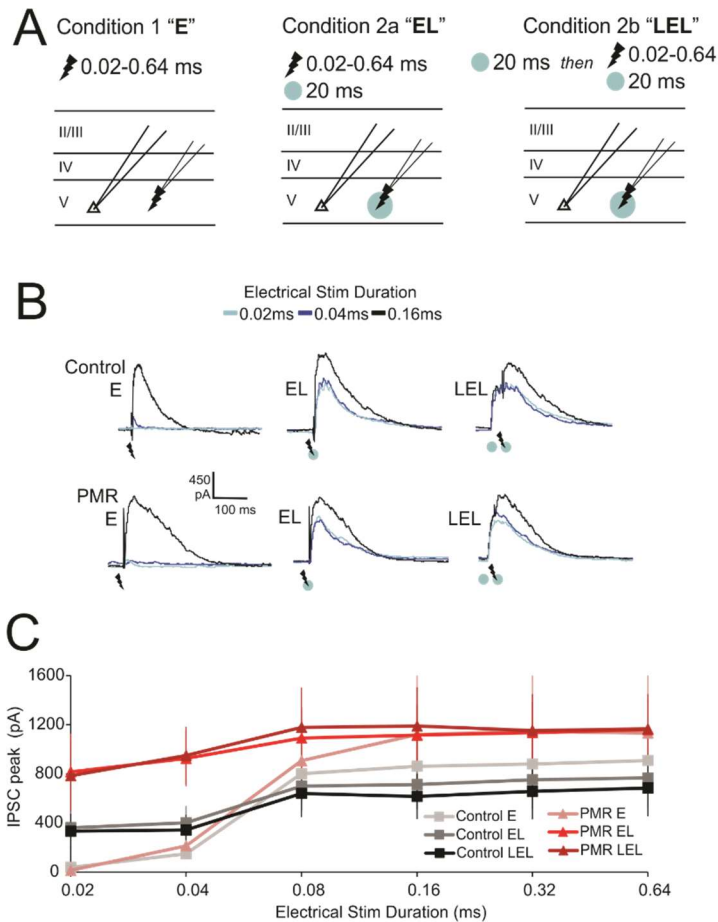 A
Condition 1 "E"
0.02-0.64 ms
II/III
IV
V
Condition 2a "EL"
0.02-0.64 ms
20 ms
II/III
IV
V
Condition 2b "LEL"
20 ms then 0.02-0.64
20 ms
II/III
IV
V
B
Electrical Stim Duration
0.02ms 0.04ms 0.16ms
Control
E
EL
LEL
450
pA
100 ms
PMR
E
EL
LEL
C
IPSC peak (pA)
1600
1200
800
400
0
Control E
Control EL
Control LEL
PMR E
PMR EL
PMR LEL
0.02 0.04 0.08 0.16 0.32 0.64
Electrical Stim Duration (ms)